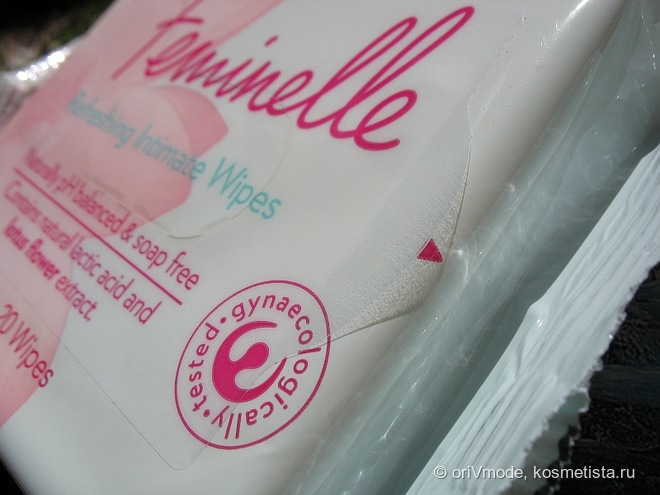 Feminelle
Refreshing Intimate Wipes
Naturally pH balanced & soap free
Contains natural lactic acid and
lotus flower extract.
20 Wipes
gynaecologically • tested •
© oriVmode, kosmetista.ru